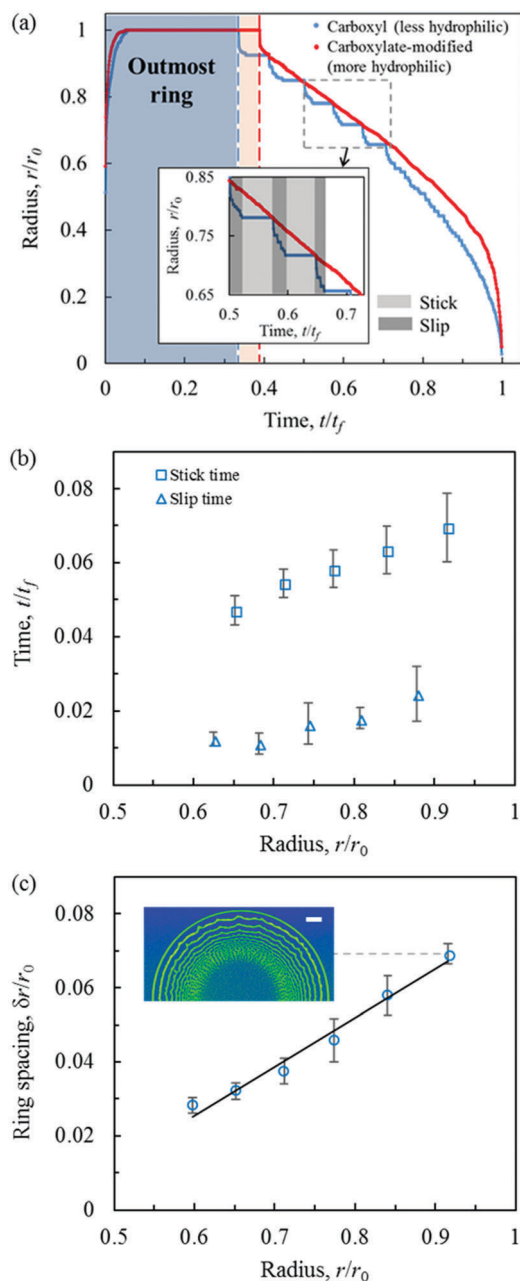 (a)
Carboxyl (less hydrophilic)
Carboxylate-modified
(more hydrophilic)
Outmost
ring
Radius, r/r0
1
0.8
0.6
0.4
0.2
0
Radius, r/r0
0.85
0.75
0.65
0.5 0.6 0.7
Time, t/tf
Stick
Slip
0 0.2 0.4 0.6 0.8 1
Time, t/tf
(b)
Stick time
Slip time
Time, t/tf
0.08
0.06
0.04
0.02
0
0.5 0.6 0.7 0.8 0.9 1
Radius, r/r0
(c)
Ring spacing, δr/r0
0.08
0.06
0.04
0.02
0
0.5 0.6 0.7 0.8 0.9 1
Radius, r/r0